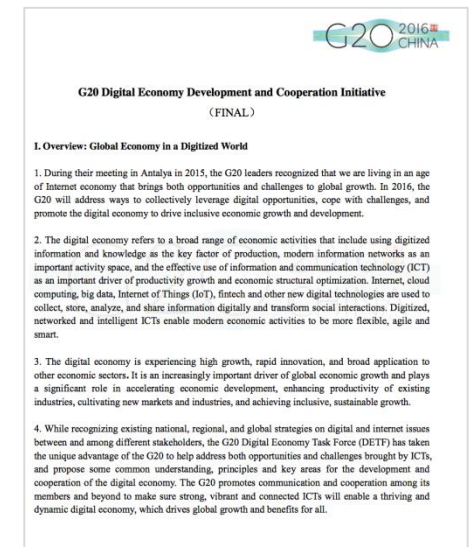 G20 2016
CHINA
G20 Digital Economy Development and Cooperation Initiative
(FINAL)
I. Overview: Global Economy in a Digitized World
1. During their meeting in Antalya in 2015, the G20 leaders recognized that we are living in an age
of Internet economy that brings both opportunities and challenges to global growth. In 2016, the
G20 will address ways to collectively leverage digital opportunities, cope with challenges, and
promote the digital economy to drive inclusive economic growth and development.
2. The digital economy refers to a broad range of economic activities that include using digitized
information and knowledge as the key factor of production, modern information networks as an
important activity space, and the effective use of information and communication technology (ICT)
as an important driver of productivity growth and economic structural optimization. Internet, cloud
computing, big data, Internet of Things (IoT), fintech and other new digital technologies are used to
collect, store, analyze, and share information digitally and transform social interactions. Digitized,
networked and intelligent ICTs enable modern economic activities to be more flexible, agile and
smart.
3. The digital economy is experiencing high growth, rapid innovation, and broad application to
other economic sectors. It is an increasingly important driver of global economic growth and plays
a significant role in accelerating economic development, enhancing productivity of existing
industries, cultivating new markets and industries, and achieving inclusive, sustainable growth.
4. While recognizing existing national, regional, and global strategies on digital and internet issues
between and among different stakeholders, the G20 Digital Economy Task Force (DETF) has taken
the unique advantage of the G20 to help address both opportunities and challenges brought by ICTs,
and propose some common understanding, principles and key areas for the development and
cooperation of the digital economy. The G20 promotes communication and cooperation among its
members and beyond to make sure strong, vibrant and connected ICTs will enable a thriving and
dynamic digital economy, which drives global growth and benefits for all.